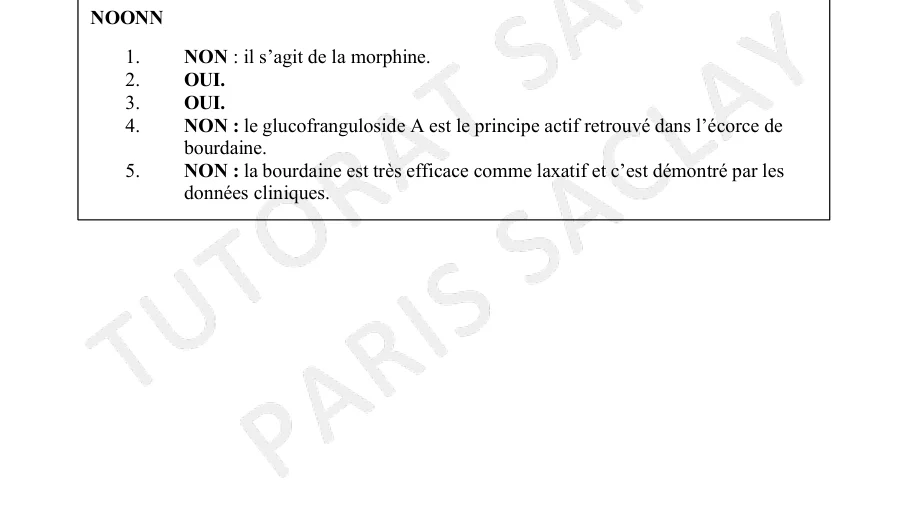 NOONN
1. NON : il s’agit de la morphine.
2. OUI.
3. OUI.
4. NON : le glucofranguloside A est le principe actif retrouvé dans l’écorce de
bourdaine.
5. NON : la bourdaine est très efficace comme laxatif et c’est démontré par les
données cliniques.
TUTORAT SA
PARIS SACLAY